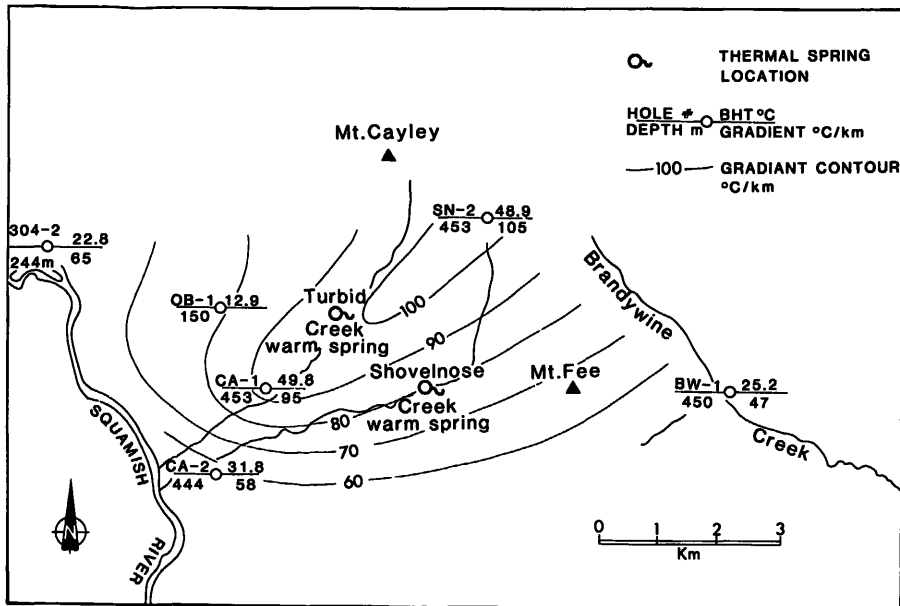 THERMAL SPRING
LOCATION
HOLE # BHT °C
DEPTH m GRADIENT °C/km
—100— GRADIANT CONTOUR
°C/km
Mt.Cayley
SN-2 48.9
453 105
304-2 22.8
244m 65
OB-1 12.9
150
Turbid
Creek
warm spring
100
90
Brandywine
Creek
CA-1 49.8
453 95
Shovelnose
Creek
warm spring
Mt.Fee
BW-1 25.2
450 47
80
70
60
SQUAMISH
RIVER
CA-2 31.8
444 58
N
0 1 2 3
Km